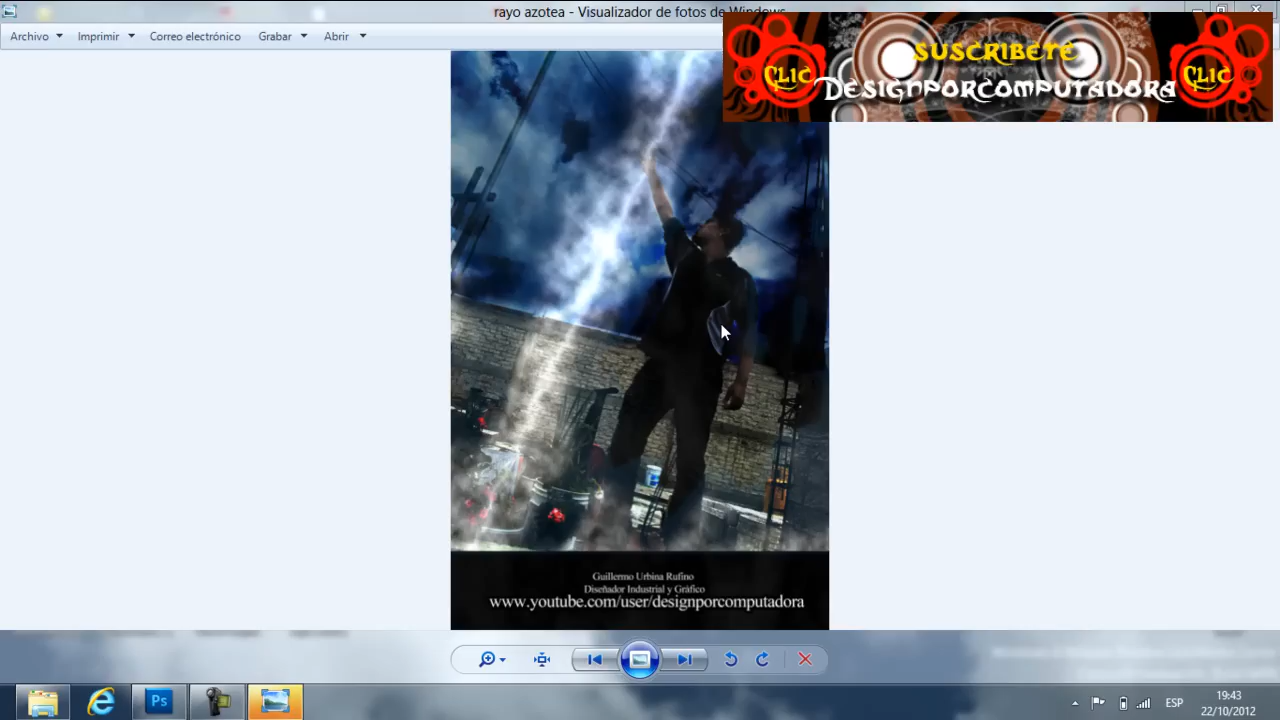 rayo azotea - Visualizador de fotos de Windows
Archivo Imprimir Correo electrónico Grabar Abrir
SUSCRIBETE
CLIC CLIC
DESIGNPORCOMPUTADORA
Guillermo Urbina Rufino
Diseñador Industrial y Gráfico
www.youtube.com/user/designporcomputadora
Ps
ESP
19:43
22/10/2012